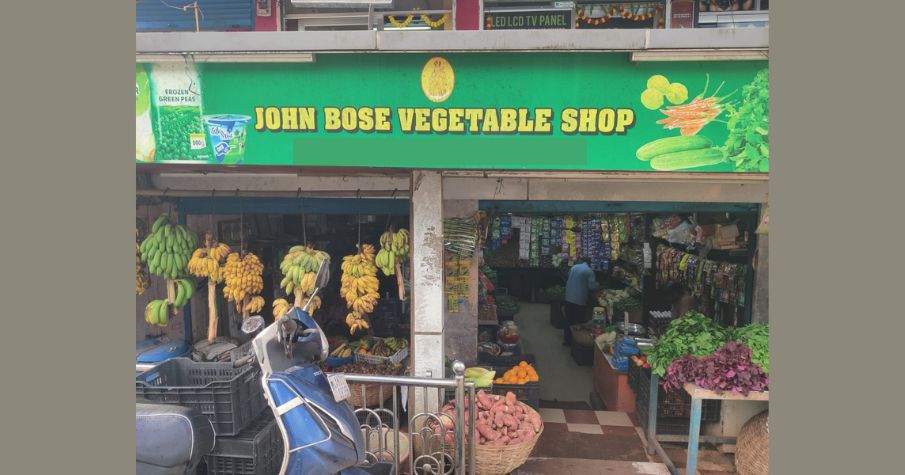 LED LCD TV PANEL
FROZEN
GREEN PEAS
JOHN BOSE VEGETABLE SHOP